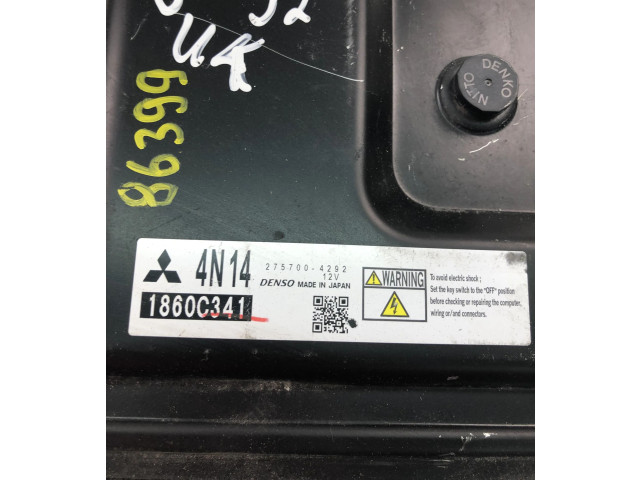 UK
86399
NITTO DENKO
4N14
275700-4292
12V
DENSO MADE IN JAPAN
1860C341
WARNING
To avoid electric shock ;
Set the key switch to the "OFF" position
before checking or repairing the computer,
wiring or/and connectors.